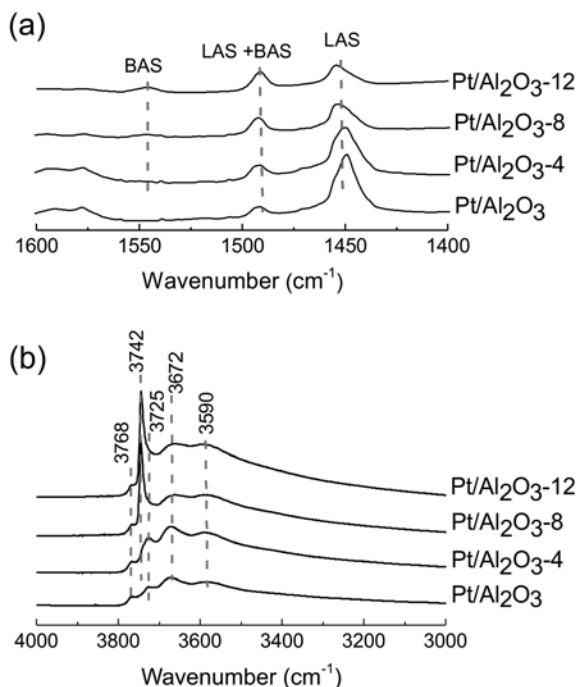 (a)
BAS
LAS +BAS
LAS
Pt/Al2O3-12
Pt/Al2O3-8
Pt/Al2O3-4
Pt/Al2O3
1600
1550
1500
1450
1400
Wavenumber (cm-1)
(b)
3768
3742
3725
3672
3590
Pt/Al2O3-12
Pt/Al2O3-8
Pt/Al2O3-4
Pt/Al2O3
4000
3800
3600
3400
3200
3000
Wavenumber (cm-1)